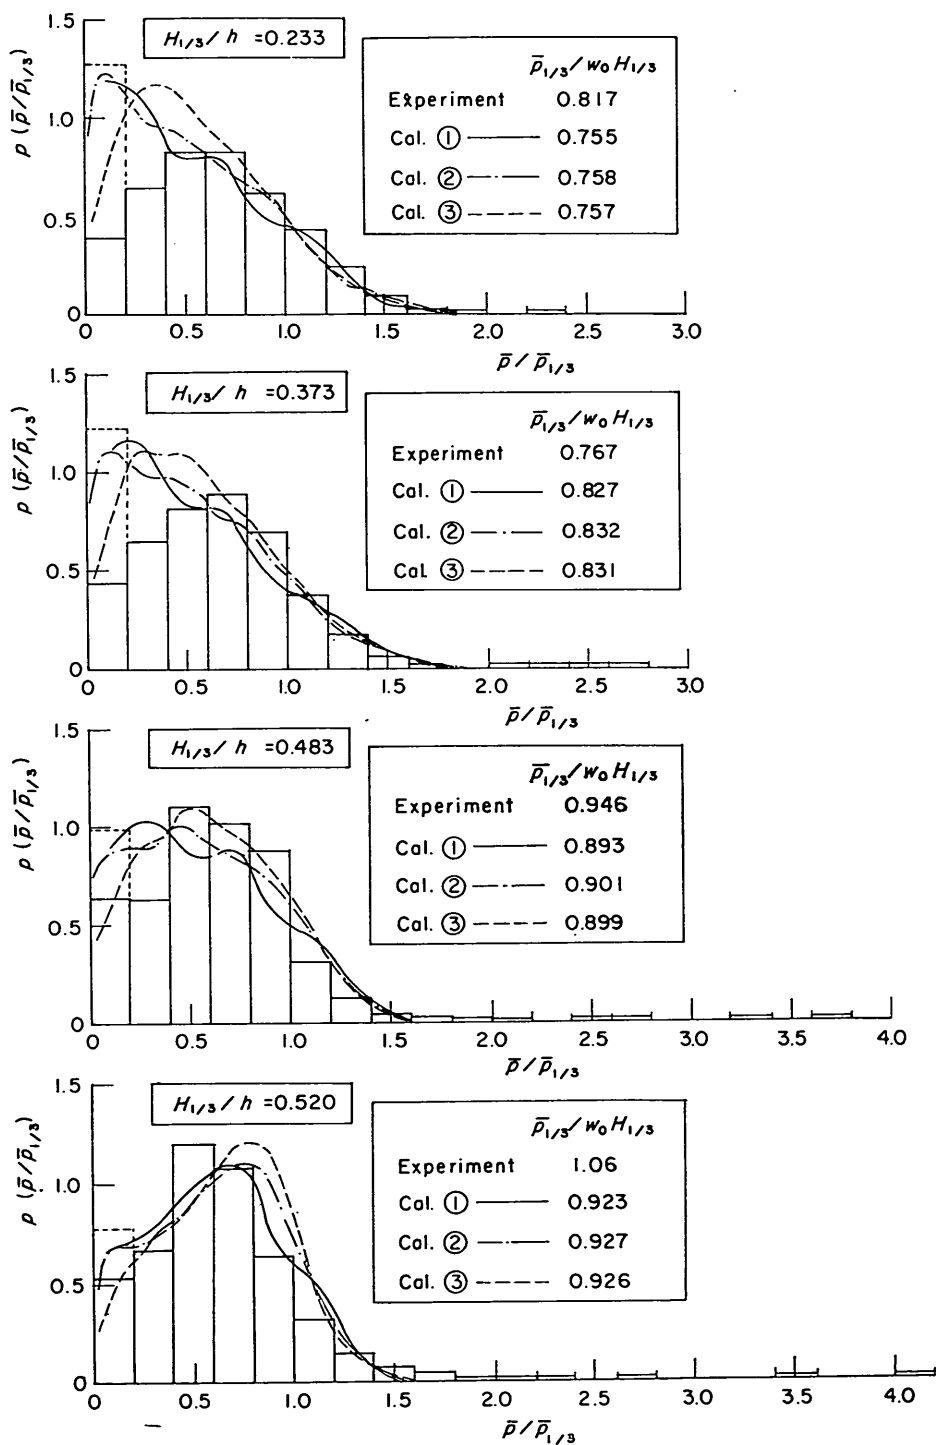 1.5
H1/3 / h =0.233
p̄1/3 / w0 H1/3
Experiment 0.817
Cal. ① 0.755
Cal. ② 0.758
Cal. ③ 0.757
p (p̄/p̄1/3)
1.0
0.5
0
0 0.5 1.0 1.5 2.0 2.5 3.0
p̄ / p̄1/3
1.5
H1/3 / h =0.373
p̄1/3 / w0 H1/3
Experiment 0.767
Cal. ① 0.827
Cal. ② 0.832
Cal. ③ 0.831
p (p̄/p̄1/3)
1.0
0.5
0
0 0.5 1.0 1.5 2.0 2.5 3.0
p̄ / p̄1/3
1.5
H1/3 / h =0.483
p̄1/3 / w0 H1/3
Experiment 0.946
Cal. ① 0.893
Cal. ② 0.901
Cal. ③ 0.899
p (p̄/p̄1/3)
1.0
0.5
0
0 0.5 1.0 1.5 2.0 2.5 3.0 3.5 4.0
p̄ / p̄1/3
1.5
H1/3 / h =0.520
p̄1/3 / w0 H1/3
Experiment 1.06
Cal. ① 0.923
Cal. ② 0.927
Cal. ③ 0.926
p (p̄/p̄1/3)
1.0
0.5
0
0 0.5 1.0 1.5 2.0 2.5 3.0 3.5 4.0
p̄ / p̄1/3